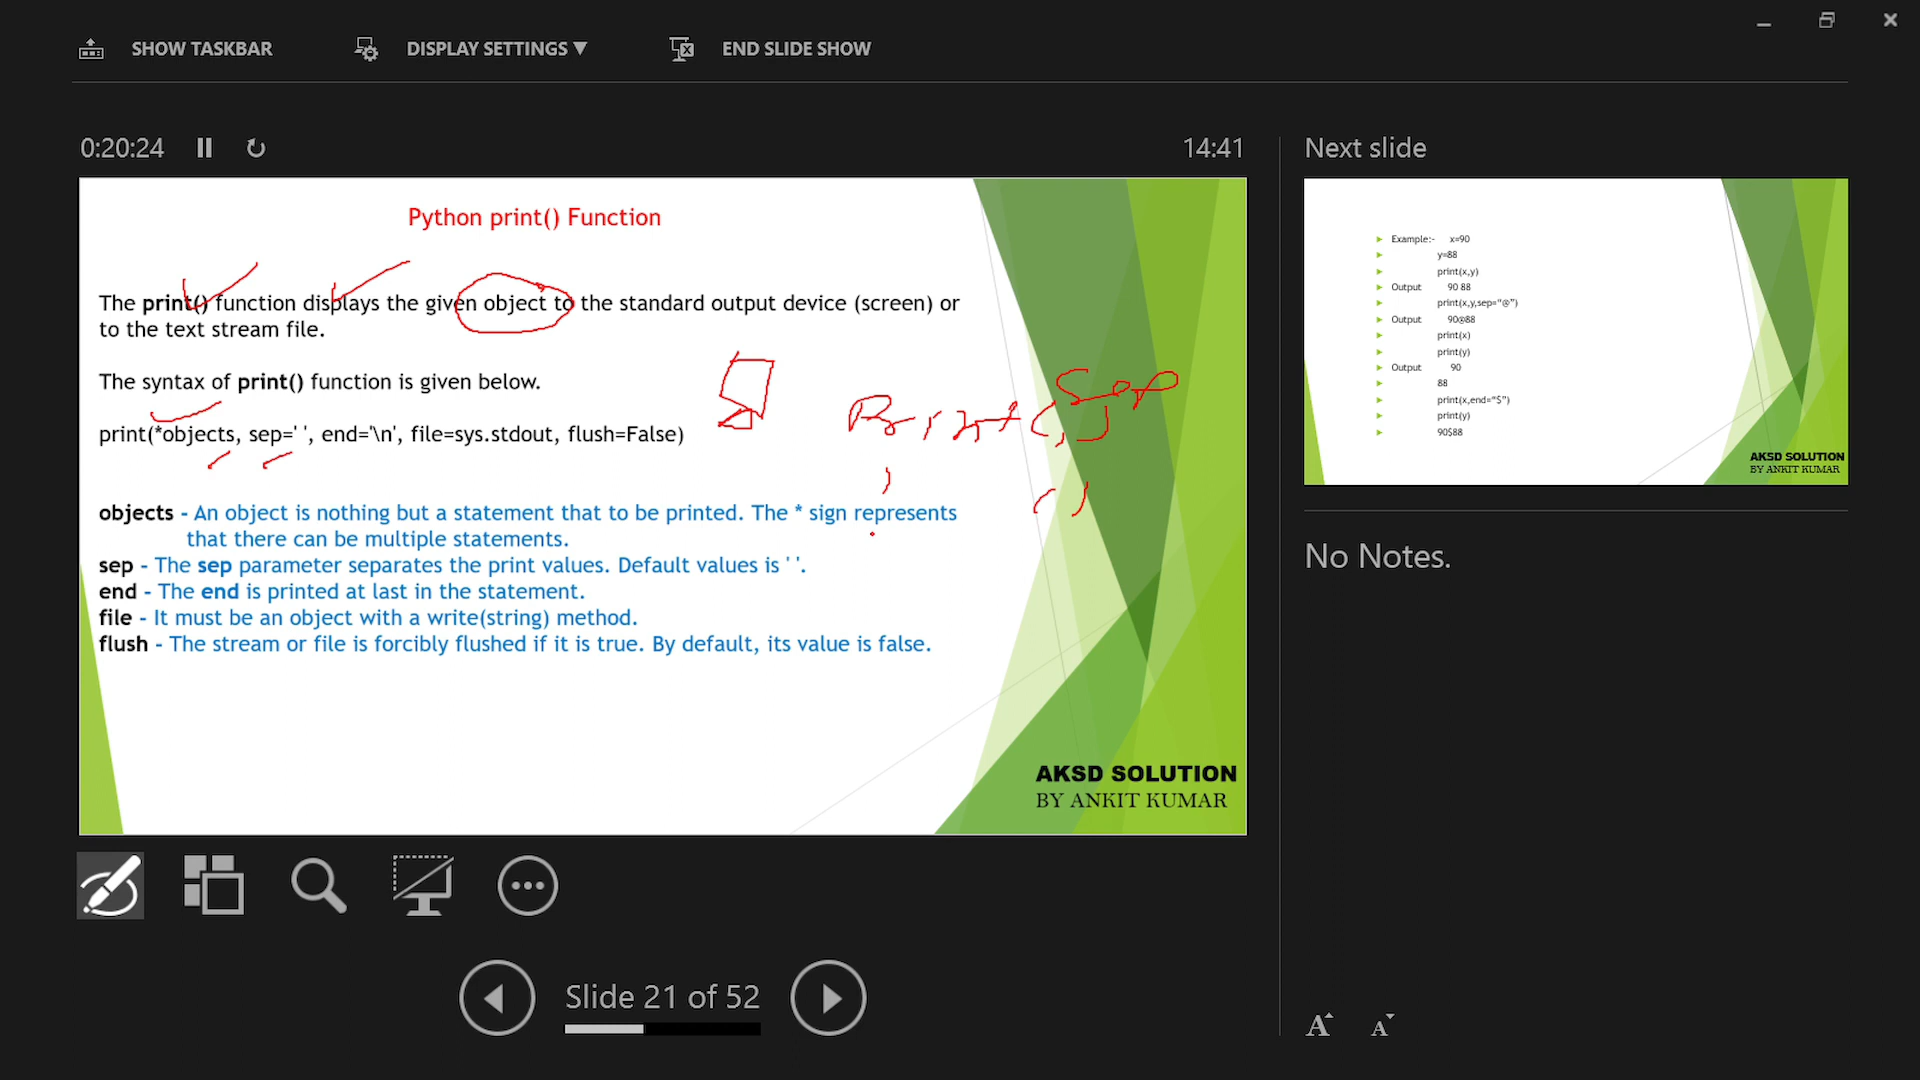 SHOW TASKBAR DISPLAY SETTINGS ▼ END SLIDE SHOW
0:20:24 14:41
Python print() Function
The print() function displays the given object to the standard output device (screen) or
to the text stream file.
The syntax of print() function is given below.
print(*objects, sep=' ', end='\n', file=sys.stdout, flush=False)
Print(,) Sep
, ( )
objects - An object is nothing but a statement that to be printed. The * sign represents
that there can be multiple statements.
sep - The sep parameter separates the print values. Default values is ' '.
end - The end is printed at last in the statement.
file - It must be an object with a write(string) method.
flush - The stream or file is forcibly flushed if it is true. By default, its value is false.
AKSD SOLUTION
BY ANKIT KUMAR
Slide 21 of 52
Next slide
Example:- x=90
y=88
print(x,y)
Output 90 88
print(x,y,sep="@")
Output 90@88
print(x)
print(y)
Output 90
88
print(x,end="$")
print(y)
90$88
AKSD SOLUTION
BY ANKIT KUMAR
No Notes.
A A